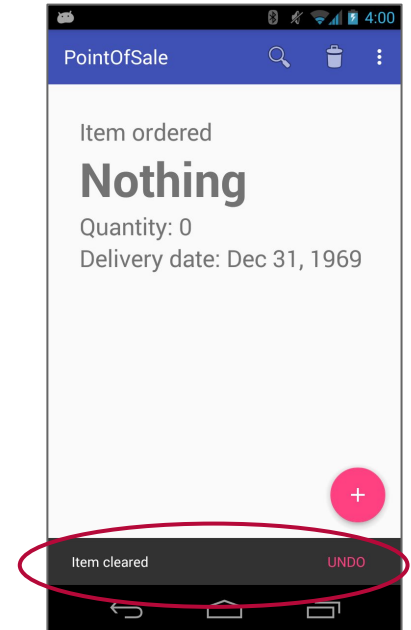 4:00
PointOfSale
Item ordered
Nothing
Quantity: 0
Delivery date: Dec 31, 1969
+
Item cleared UNDO